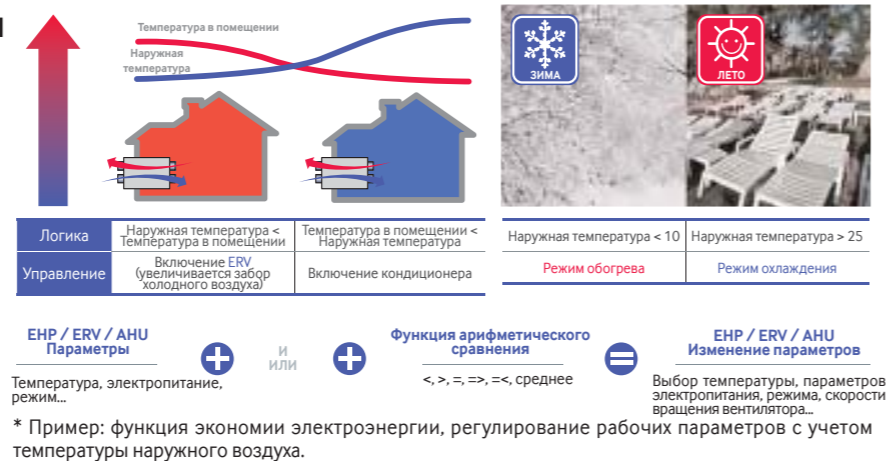 Температура в помещении
Наружная
температура
ЗИМА
ЛЕТО
Логика
Наружная температура <
Температура в помещении
Температура в помещении <
Наружная температура
Наружная температура < 10
Наружная температура > 25
Управление
Включение ERV
(увеличивается забор
холодного воздуха)
Включение кондиционера
Режим обогрева
Режим охлаждения
EHP / ERV / AHU
Параметры
Температура, электропитание,
режим...
И
ИЛИ
Функция арифметического
сравнения
<, >, =, =>, =<, среднее
EHP / ERV / AHU
Изменение параметров
Выбор температуры, параметров
электропитания, режима, скорости
вращения вентилятора...
* Пример: функция экономии электроэнергии, регулирование рабочих параметров с учетом
температуры наружного воздуха.